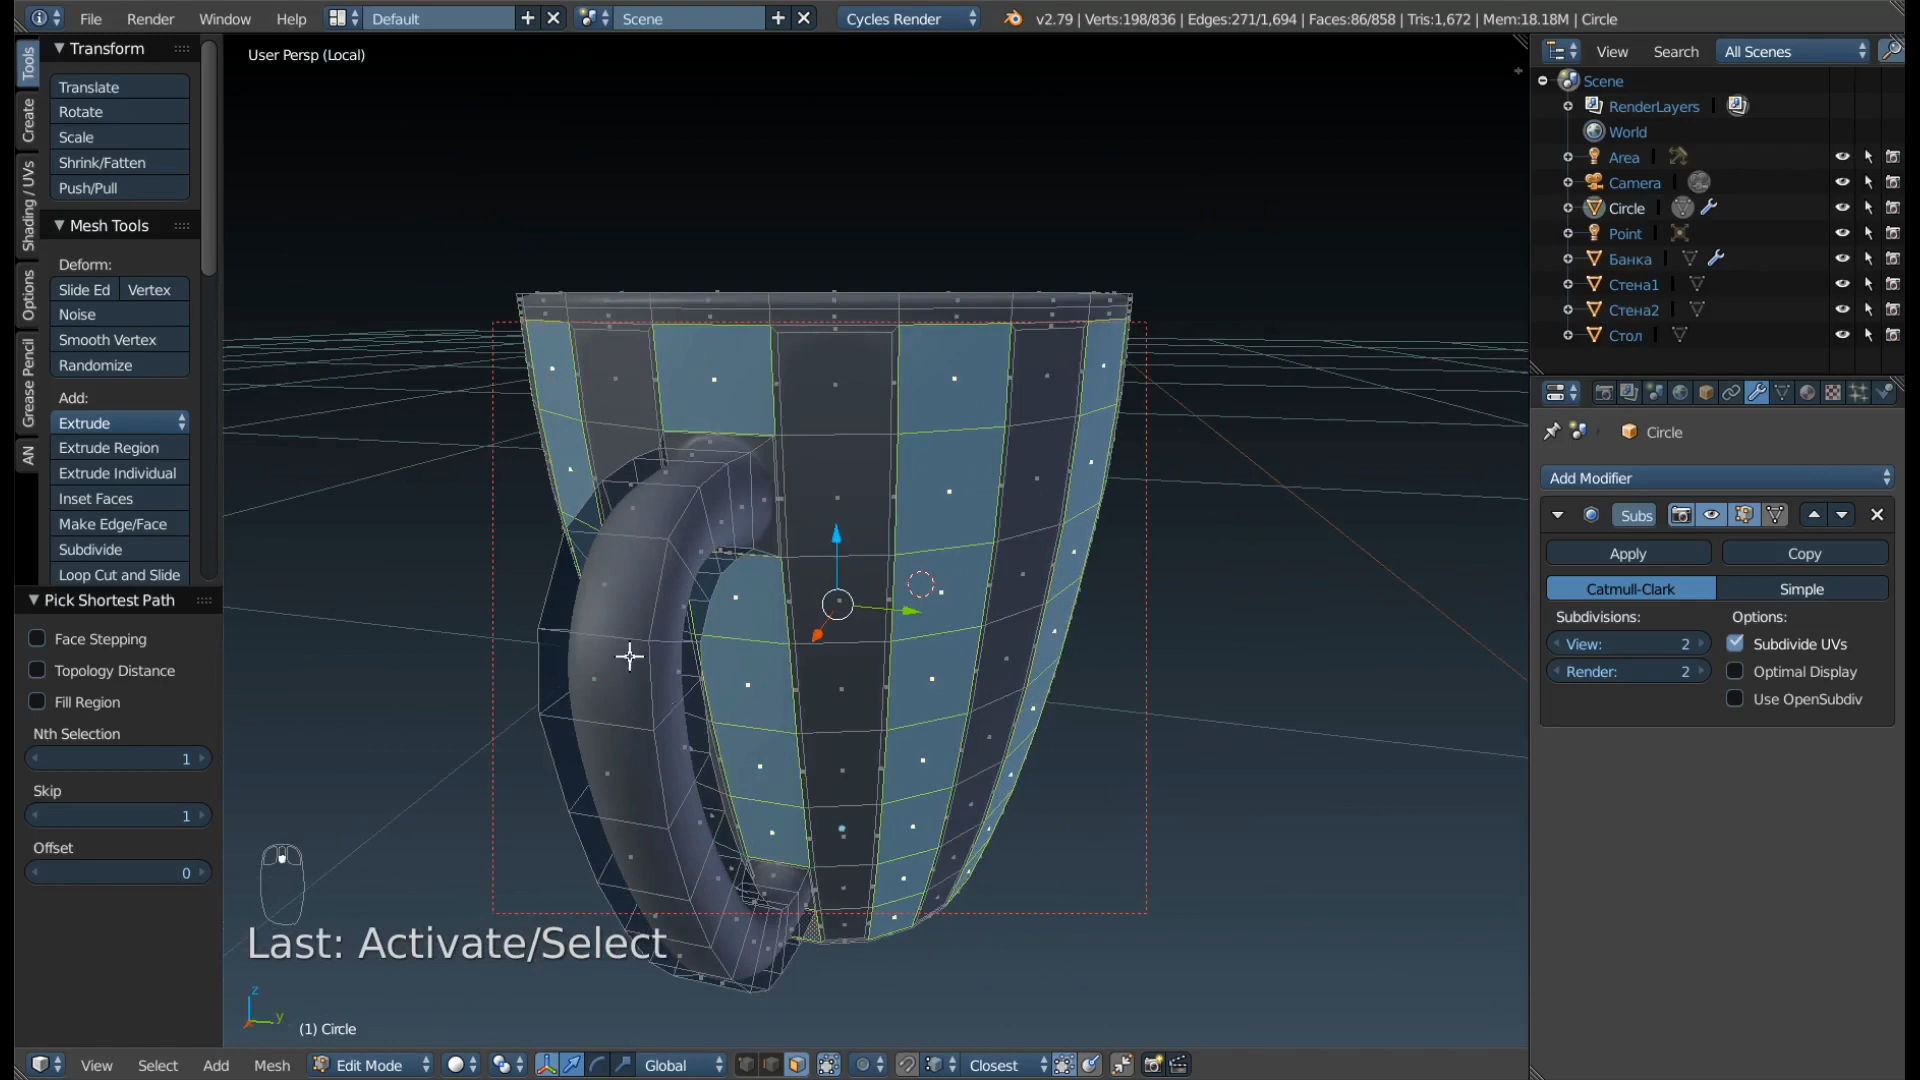 File Render Window Help Default Scene Cycles Render v2.79 | Verts:198/836 | Edges:271/1,694 | Faces:86/858 | Tris:1,672 | Mem:18.18M | Circle
Tools
Create
Shading / UVs
Options
Grease Pencil
AN
Transform
Translate
Rotate
Scale
Shrink/Fatten
Push/Pull
Mesh Tools
Deform:
Slide Ed Vertex
Noise
Smooth Vertex
Randomize
Add:
Extrude
Extrude Region
Extrude Individual
Inset Faces
Make Edge/Face
Subdivide
Loop Cut and Slide
Pick Shortest Path
Face Stepping
Topology Distance
Fill Region
Nth Selection
1
Skip
1
Offset
0
User Persp (Local)
Last: Activate/Select
z
y
(1) Circle
View Select Add Mesh Edit Mode Global Closest
View Search All Scenes
Scene
RenderLayers
World
Area
Camera
Circle
Point
Банка
Стена1
Стена2
Стол
Circle
Add Modifier
Subs
Apply Copy
Catmull-Clark Simple
Subdivisions: Options:
View: 2 Subdivide UVs
Render: 2 Optimal Display
Use OpenSubdiv